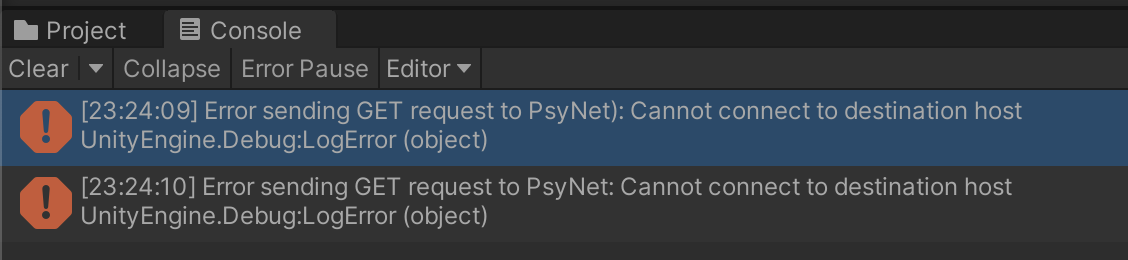 Project Console
Clear Collapse Error Pause Editor
[23:24:09] Error sending GET request to PsyNet): Cannot connect to destination host
UnityEngine.Debug:LogError (object)
[23:24:10] Error sending GET request to PsyNet: Cannot connect to destination host
UnityEngine.Debug:LogError (object)